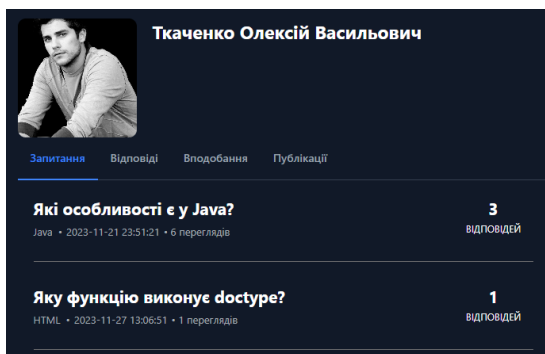 Ткаченко Олексій Васильович
Запитання Відповіді Вподобання Публікації
Які особливості є у Java? 3
Java • 2023-11-21 23:51:21 • 6 переглядів ВІДПОВІДЕЙ
Яку функцію виконує doctype? 1
HTML • 2023-11-27 13:06:51 • 1 переглядів ВІДПОВІДЕЙ